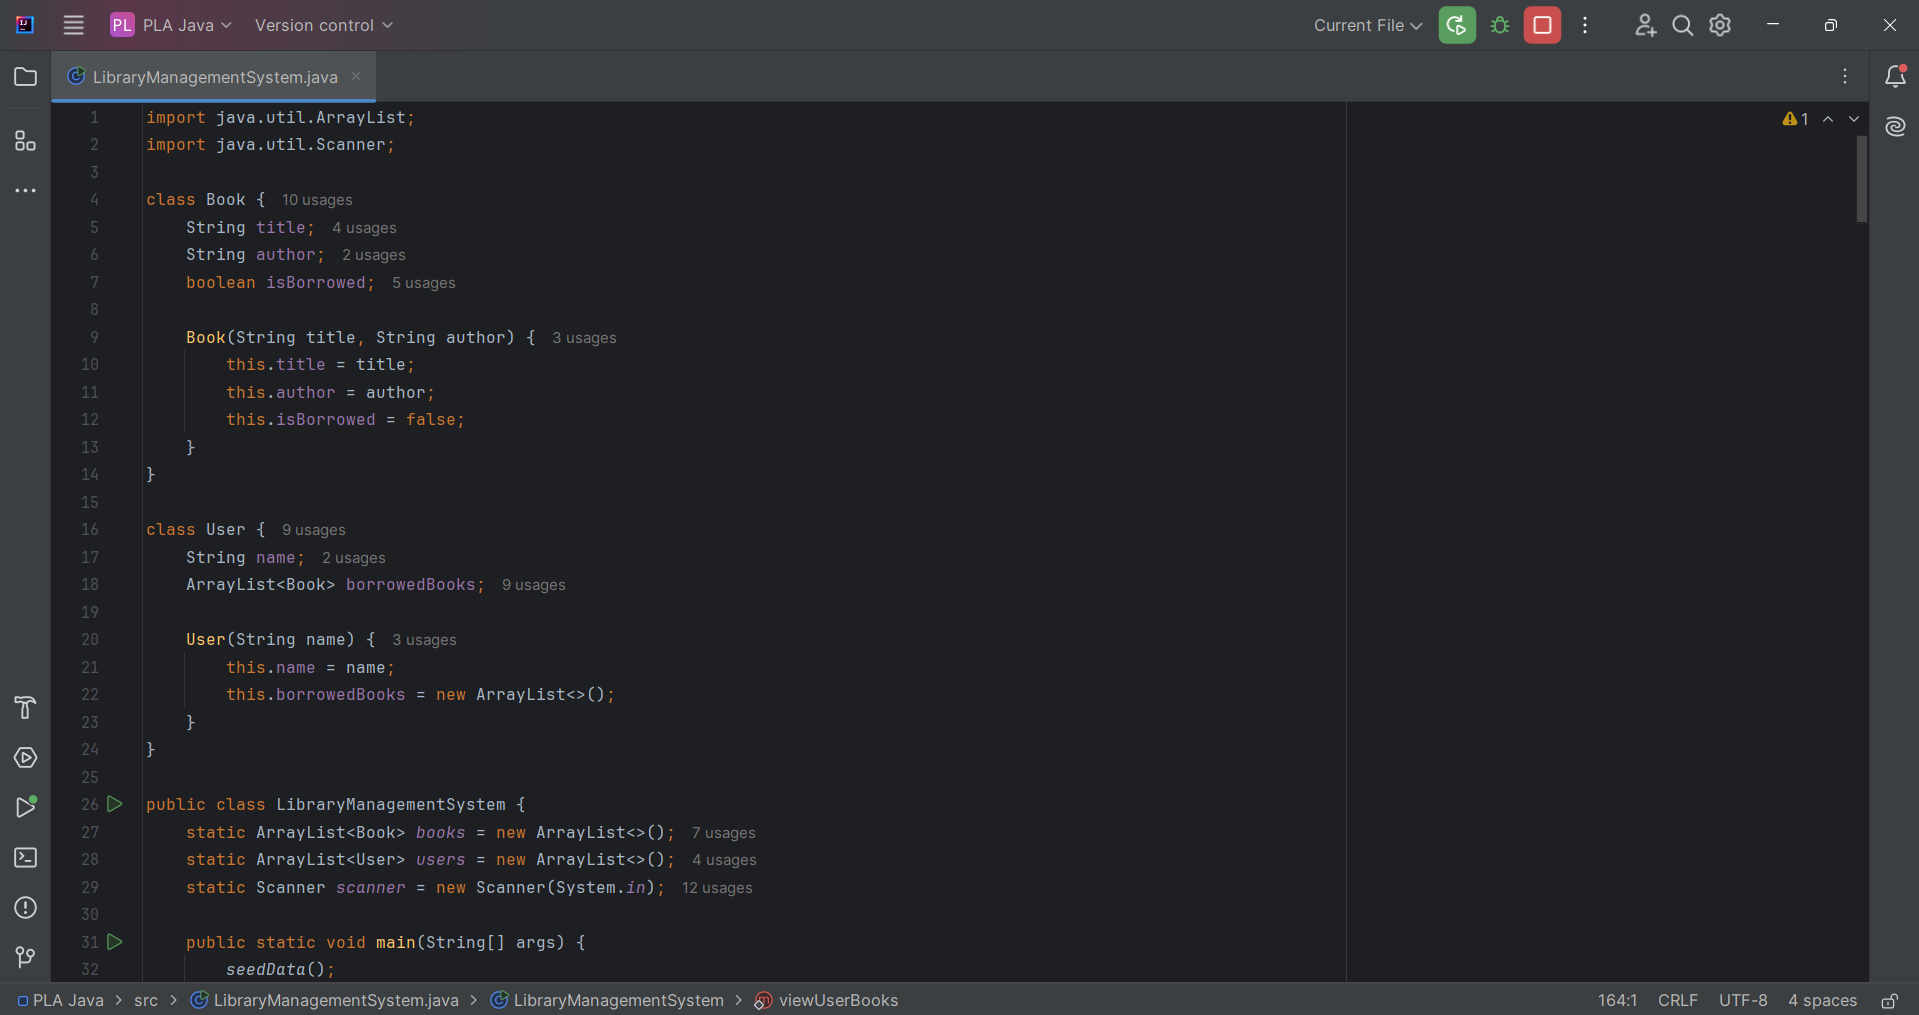 PL PLA Java Version control Current File
LibraryManagementSystem.java
1 import java.util.ArrayList; 1
2 import java.util.Scanner;
3
4 class Book { 10 usages
5 String title; 4 usages
6 String author; 2 usages
7 boolean isBorrowed; 5 usages
8
9 Book(String title, String author) { 3 usages
10 this.title = title;
11 this.author = author;
12 this.isBorrowed = false;
13 }
14 }
15
16 class User { 9 usages
17 String name; 2 usages
18 ArrayList<Book> borrowedBooks; 9 usages
19
20 User(String name) { 3 usages
21 this.name = name;
22 this.borrowedBooks = new ArrayList<>();
23 }
24 }
25
26 public class LibraryManagementSystem {
27 static ArrayList<Book> books = new ArrayList<>(); 7 usages
28 static ArrayList<User> users = new ArrayList<>(); 4 usages
29 static Scanner scanner = new Scanner(System.in); 12 usages
30
31 public static void main(String[] args) {
32 seedData();
PLA Java > src > LibraryManagementSystem.java > LibraryManagementSystem > viewUserBooks 164:1 CRLF UTF-8 4 spaces